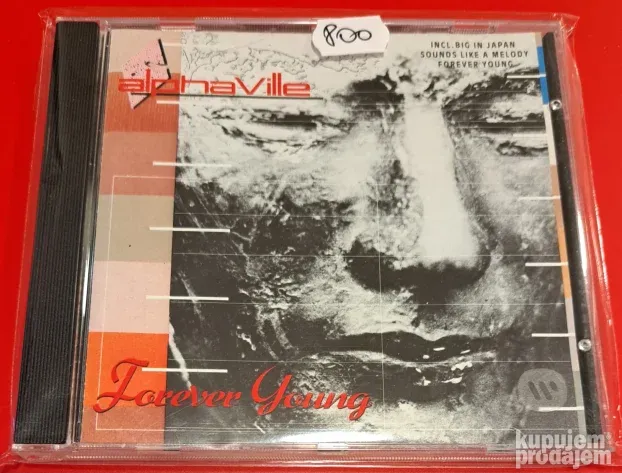 800
INCL. BIG IN JAPAN
SOUNDS LIKE A MELODY
FOREVER YOUNG
alphaville
Forever Young
kupujem
prodajem